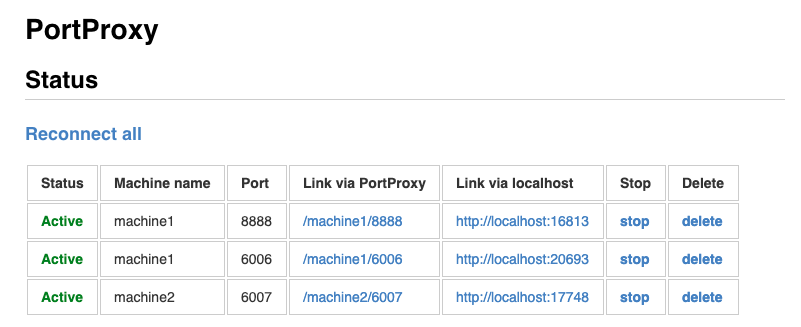 PortProxy
Status
Reconnect all
Status Machine name Port Link via PortProxy Link via localhost Stop Delete
Active machine1 8888 /machine1/8888 http://localhost:16813 stop delete
Active machine1 6006 /machine1/6006 http://localhost:20693 stop delete
Active machine2 6007 /machine2/6007 http://localhost:17748 stop delete